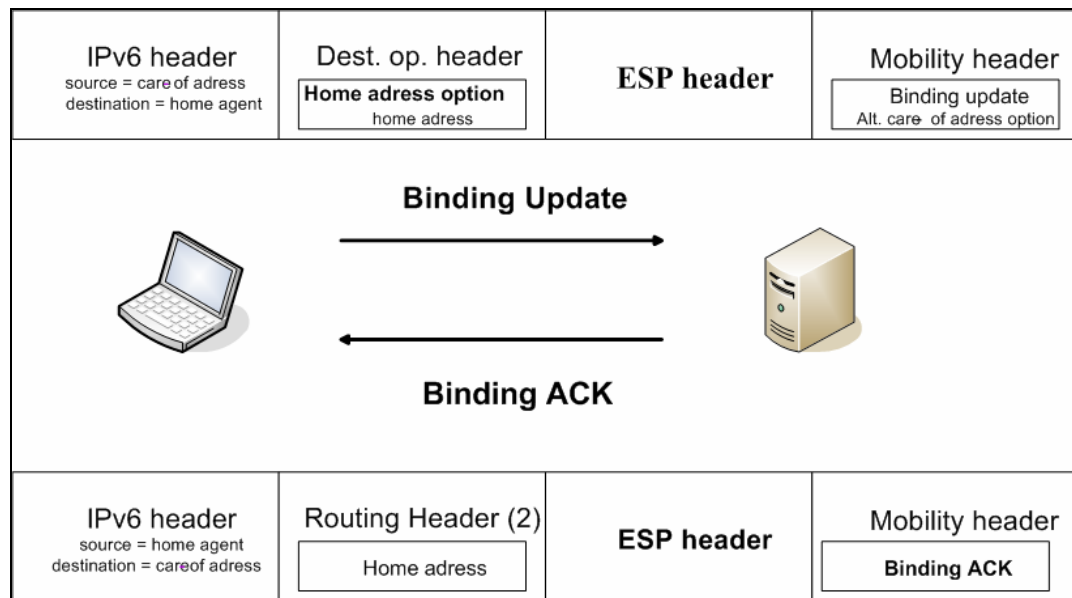 IPv6 header
source = care of adress
destination = home agent
Dest. op. header
Home adress option
home adress
ESP header
Mobility header
Binding update
Alt. care of adress option
Binding Update
Binding ACK
IPv6 header
source = home agent
destination = careof adress
Routing Header (2)
Home adress
ESP header
Mobility header
Binding ACK